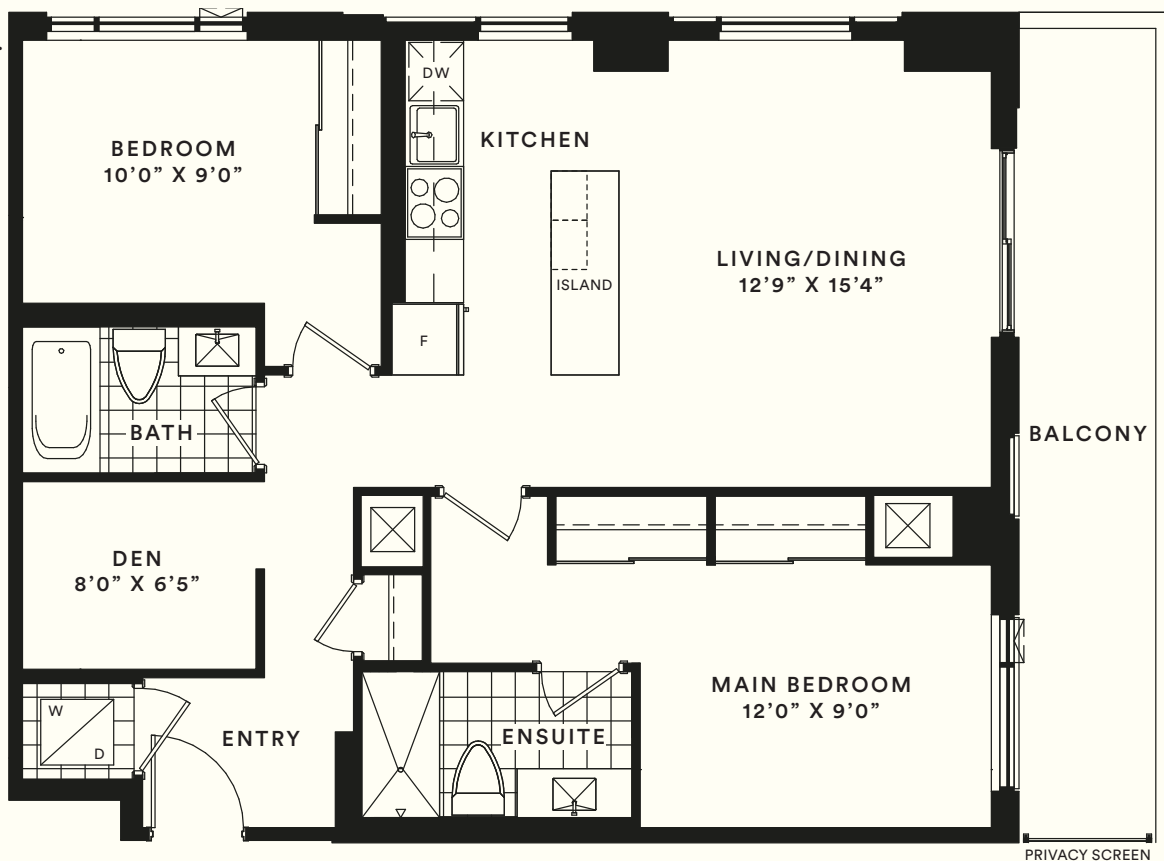 DW
KITCHEN
BEDROOM
10’0” X 9’0”
LIVING/DINING
12’9” X 15’4”
ISLAND
F
BATH
BALCONY
DEN
8’0” X 6’5”
MAIN BEDROOM
12’0” X 9’0”
W
D
ENTRY
ENSUITE
PRIVACY SCREEN